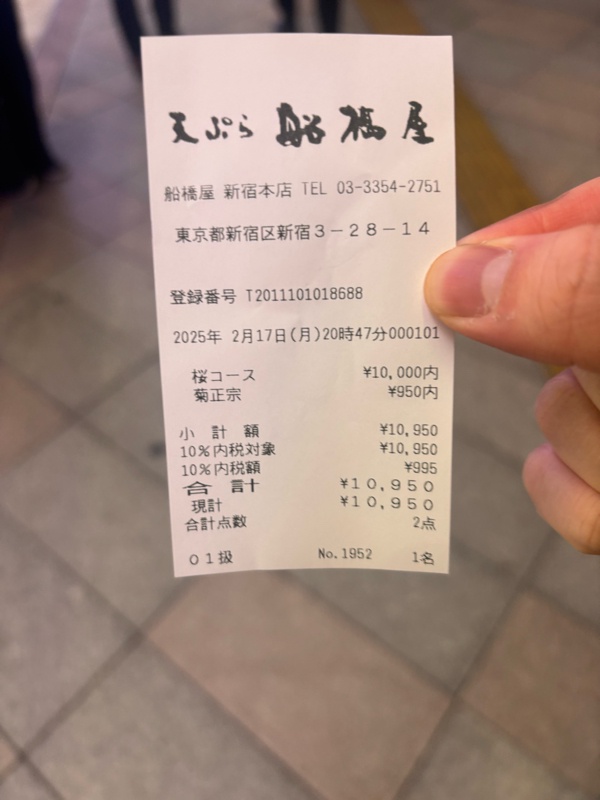 天ぷら 船橋屋
船橋屋 新宿本店 TEL 03-3354-2751
東京都新宿区新宿３－２８－１４
登録番号 T2011101018688
2025年 2月17日(月)20時47分000101
桜コース ¥10,000内
菊正宗 ¥950内
小 計 額 ¥10,950
10%内税対象 ¥10,950
10%内税額 ¥995
合 計 ¥１０,９５０
現計 ¥１０,９５０
合計点数 2点
０１扱 No.1952 1名